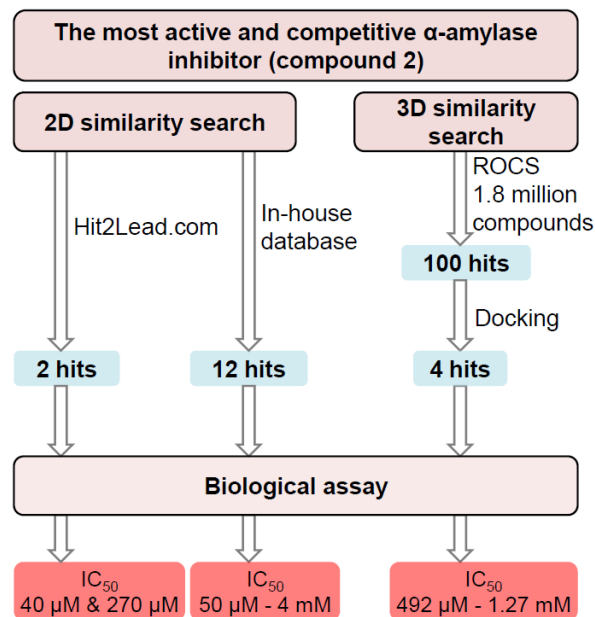 The most active and competitive α-amylase
inhibitor (compound 2)
2D similarity search
3D similarity
search
Hit2Lead.com
In-house
database
ROCS
1.8 million
compounds
100 hits
Docking
2 hits
12 hits
4 hits
Biological assay
IC50
40 µM & 270 µM
IC50
50 µM - 4 mM
IC50
492 µM - 1.27 mM